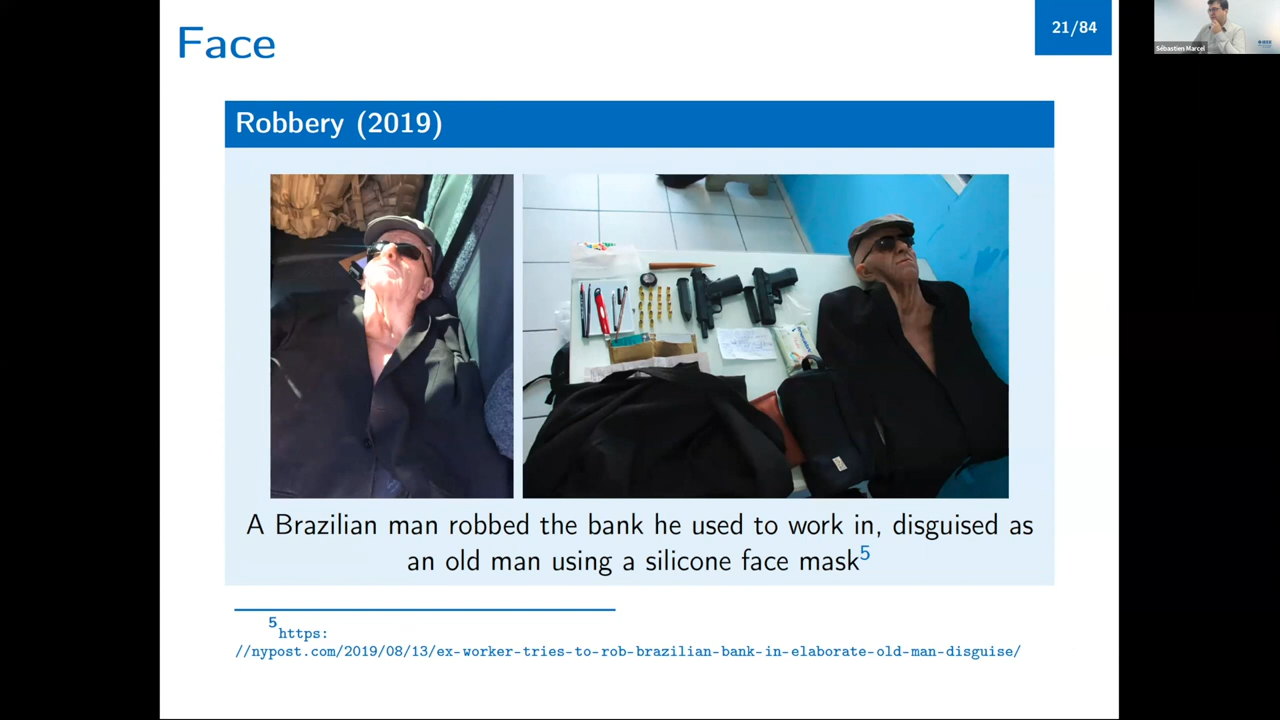 Face
21/84
Sébastien Marcel
Robbery (2019)
A Brazilian man robbed the bank he used to work in, disguised as
an old man using a silicone face mask5
5https:
//nypost.com/2019/08/13/ex-worker-tries-to-rob-brazilian-bank-in-elaborate-old-man-disguise/